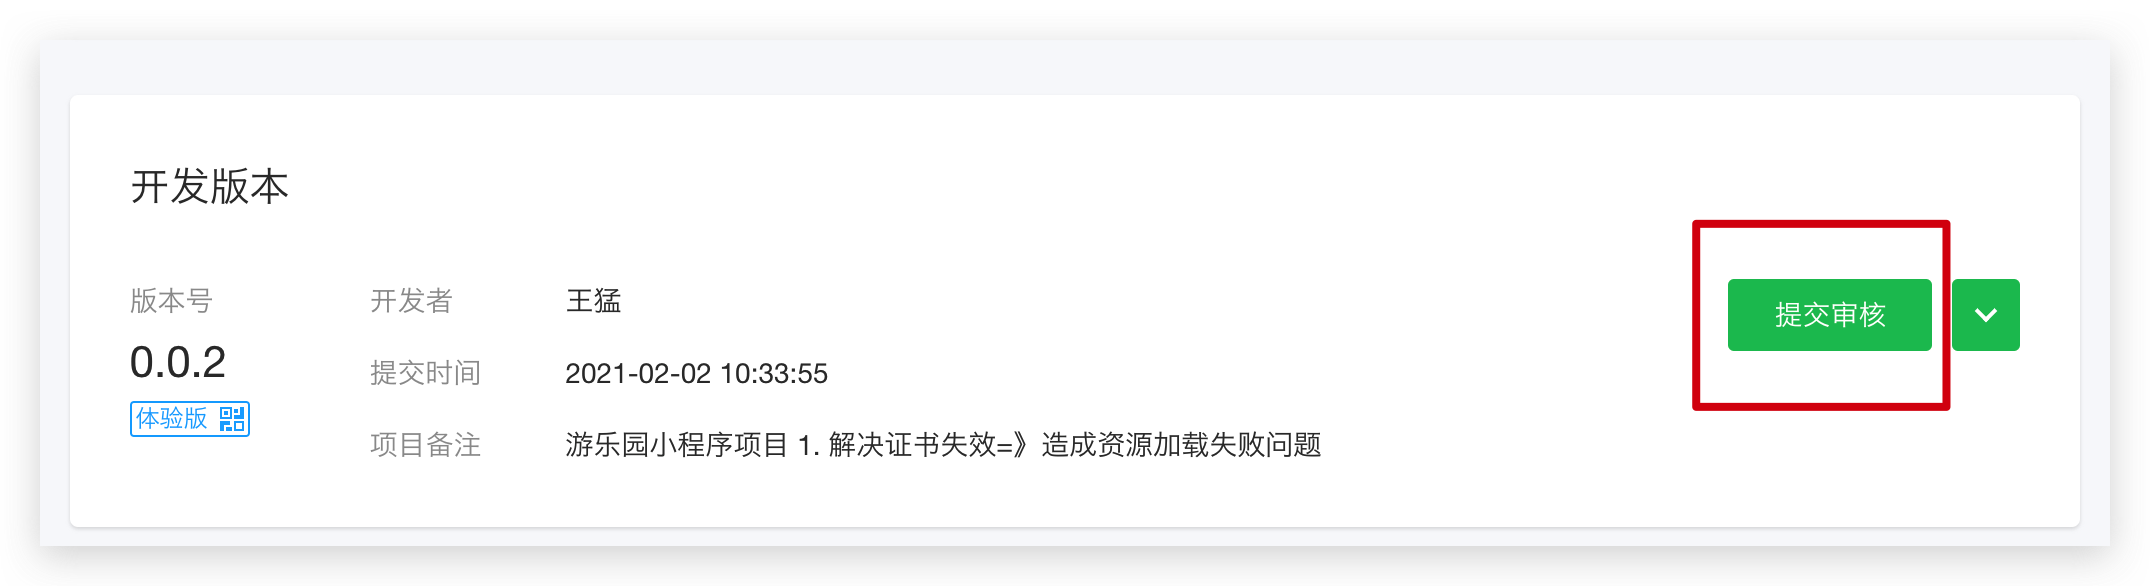 开发版本
版本号
0.0.2
体验版
开发者 王猛
提交时间 2021-02-02 10:33:55
项目备注 游乐园小程序项目 1. 解决证书失效=》造成资源加载失败问题
提交审核